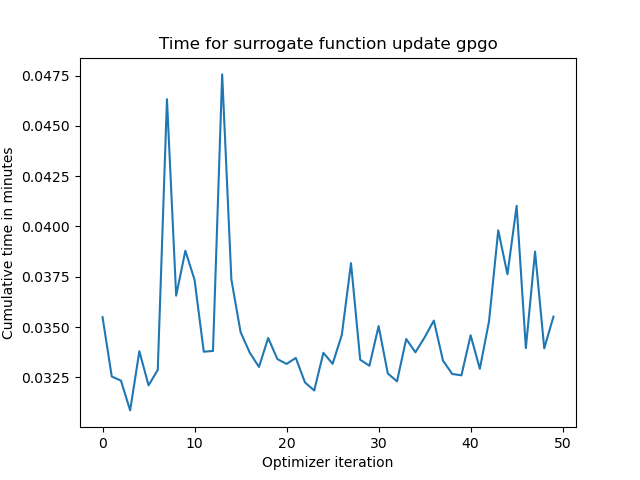 Time for surrogate function update gpgo
Cumulative time in minutes
0.0475
0.0450
0.0425
0.0400
0.0375
0.0350
0.0325
0 10 20 30 40 50
Optimizer iteration